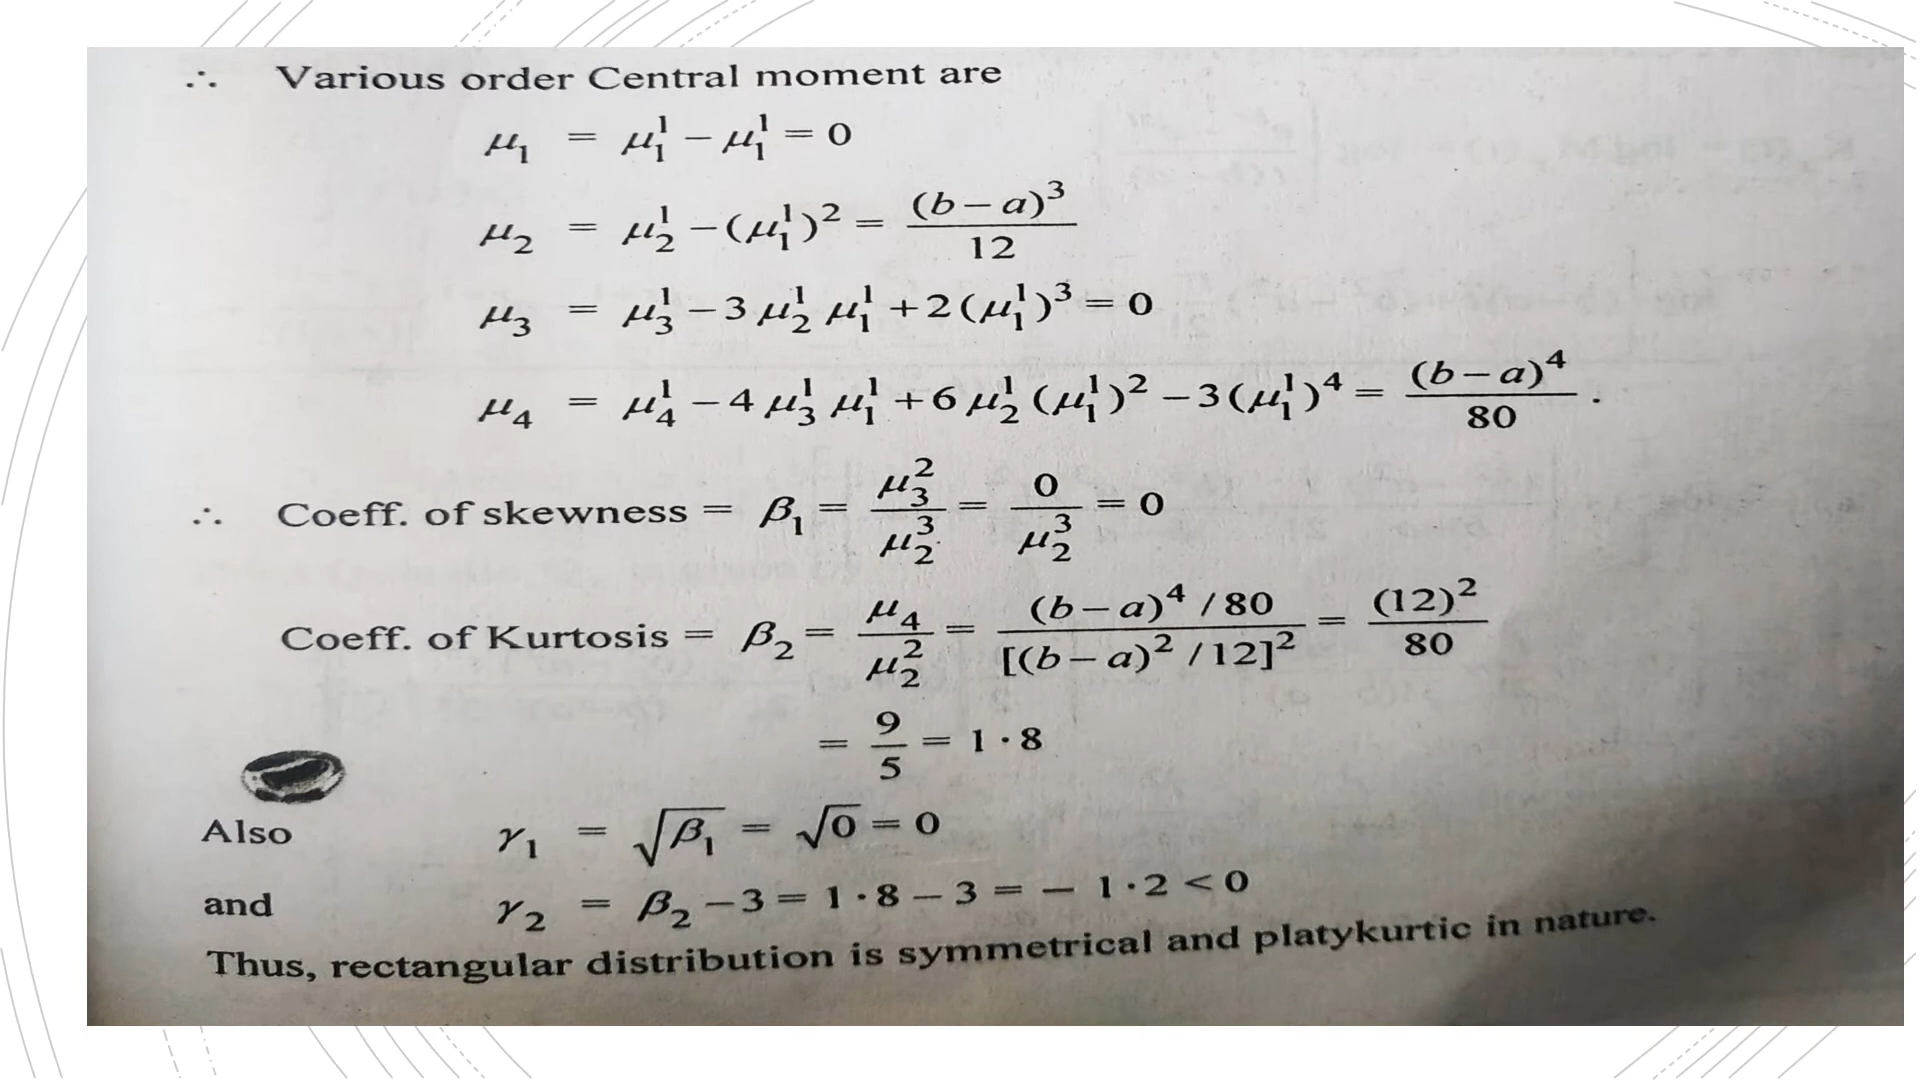 ∴ Various order Central moment are
μ₁ = μ₁¹ − μ₁¹ = 0
μ₂ = μ₂¹ − (μ₁¹)² = (b − a)³ / 12
μ₃ = μ₃¹ − 3 μ₂¹ μ₁¹ + 2 (μ₁¹)³ = 0
μ₄ = μ₄¹ − 4 μ₃¹ μ₁¹ + 6 μ₂¹ (μ₁¹)² − 3 (μ₁¹)⁴ = (b − a)⁴ / 80 .
∴ Coeff. of skewness = β₁ = μ₃² / μ₂³ = 0 / μ₂³ = 0
Coeff. of Kurtosis = β₂ = μ₄ / μ₂² = (b − a)⁴ / 80 / [(b − a)² / 12]² = (12)² / 80
= 9 / 5 = 1·8
Also γ₁ = √β₁ = √0 = 0
and γ₂ = β₂ − 3 = 1·8 − 3 = − 1·2 < 0
Thus, rectangular distribution is symmetrical and platykurtic in nature.